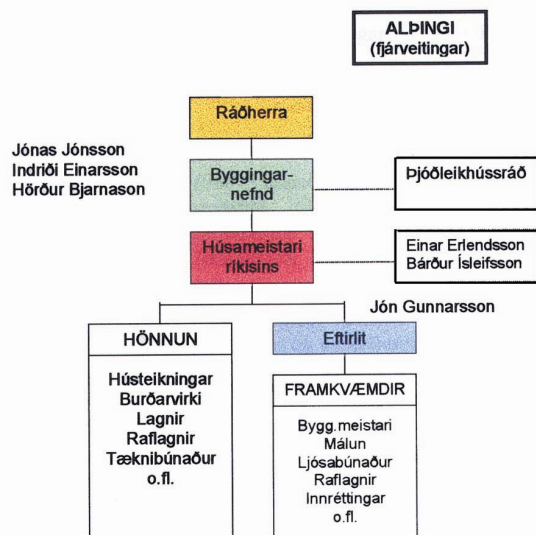 ALÞINGI
(fjárveitingar)
Ráðherra
Jónas Jónsson
Indriði Einarsson
Hörður Bjarnason
Byggingar-
nefnd
Þjóðleikhússráð
Húsameistari
ríkisins
Einar Erlendsson
Bárður Ísleifsson
Jón Gunnarsson
HÖNNUN
Eftirlit
Hústeikningar
Burðarvirki
Lagnir
Raflagnir
Tæknibúnaður
o.fl.
FRAMKVÆMDIR
Bygg.meistari
Málun
Ljósabúnaður
Raflagnir
Innréttingar
o.fl.